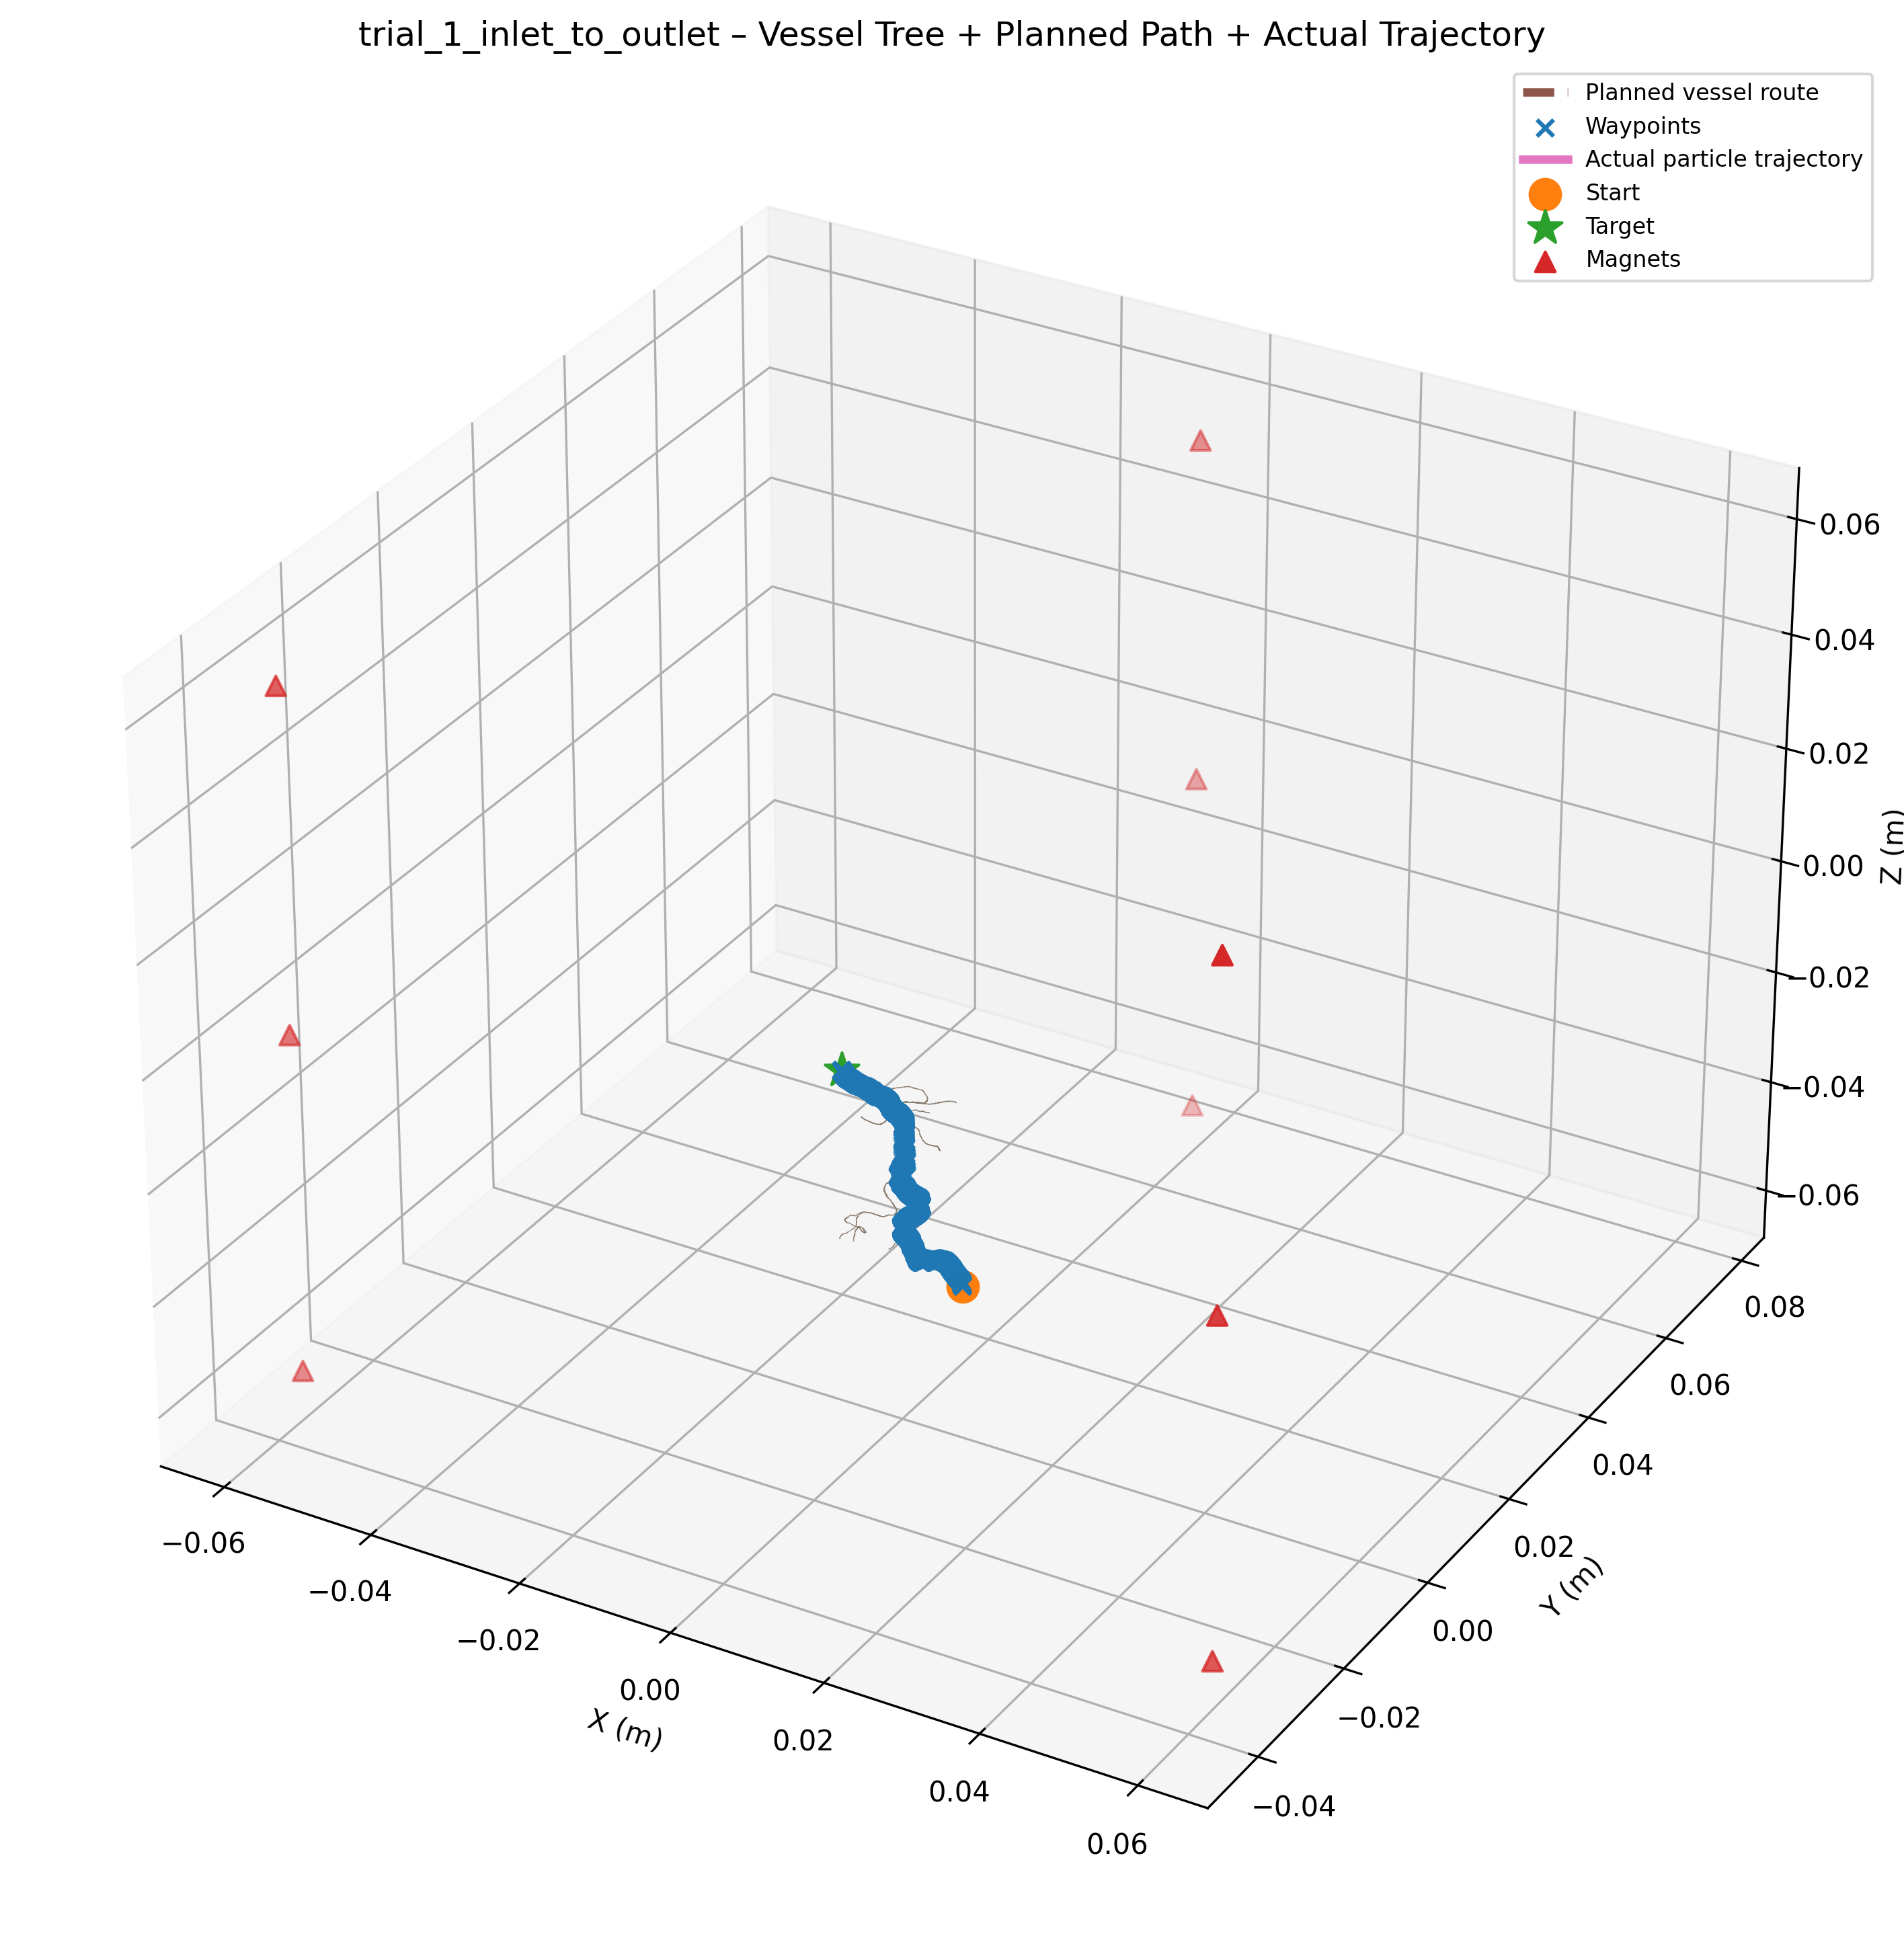 trial_1_inlet_to_outlet – Vessel Tree + Planned Path + Actual Trajectory
Planned vessel route
Waypoints
Actual particle trajectory
Start
Target
Magnets
0.06
0.04
0.02
0.00
−0.02
−0.04
−0.06
Z (m)
0.08
0.06
0.04
0.02
0.00
−0.02
−0.04
Y (m)
−0.06
−0.04
−0.02
0.00
0.02
0.04
0.06
X (m)